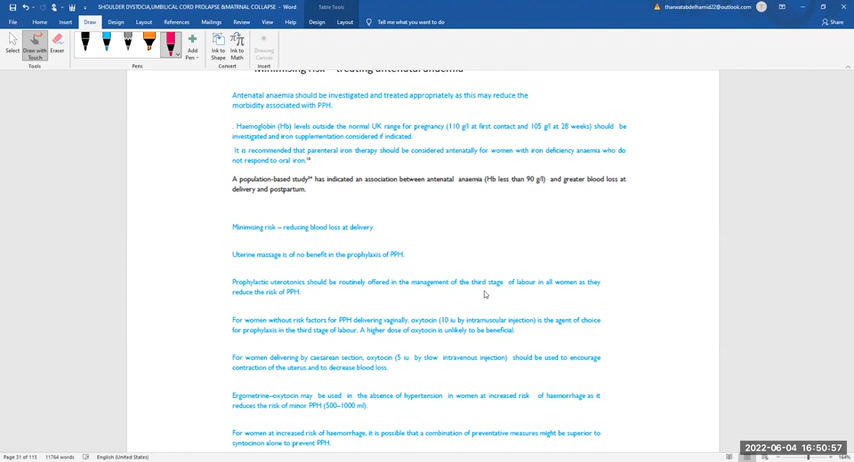 SHOULDER DYSTOCIA,UMBILICAL CORD PROLAPSE &MATRNAL COLLAPSE - Word
Table Tools
tharwatabdelhamid22@outlook.com
File Home Insert Draw Design Layout References Mailings Review View Help Design Layout Tell me what you want to do Share
Select Draw with Touch Eraser Add Pen Ink to Shape Ink to Math Drawing Canvas
Tools Pens Convert Insert
Minimising risk – treating antenatal anaemia
Antenatal anaemia should be investigated and treated appropriately as this may reduce the
morbidity associated with PPH.
. Haemoglobin (Hb) levels outside the normal UK range for pregnancy (110 g/l at first contact and 105 g/l at 28 weeks) should be
investigated and iron supplementation considered if indicated.
It is recommended that parenteral iron therapy should be considered antenatally for women with iron deficiency anaemia who do
not respond to oral iron.
A population-based study has indicated an association between antenatal anaemia (Hb less than 90 g/l) and greater blood loss at
delivery and postpartum.
Minimising risk – reducing blood loss at delivery
Uterine massage is of no benefit in the prophylaxis of PPH.
Prophylactic uterotonics should be routinely offered in the management of the third stage of labour in all women as they
reduce the risk of PPH.
For women without risk factors for PPH delivering vaginally, oxytocin (10 iu by intramuscular injection) is the agent of choice
for prophylaxis in the third stage of labour. A higher dose of oxytocin is unlikely to be beneficial.
For women delivering by caesarean section, oxytocin (5 iu by slow intravenous injection) should be used to encourage
contraction of the uterus and to decrease blood loss.
Ergometrine–oxytocin may be used in the absence of hypertension in women at increased risk of haemorrhage as it
reduces the risk of minor PPH (500–1000 ml).
For women at increased risk of haemorrhage, it is possible that a combination of preventative measures might be superior to
syntocinon alone to prevent PPH.
2022-06-04 16:50:57
Page 31 of 115 11764 words English (United States) 164%